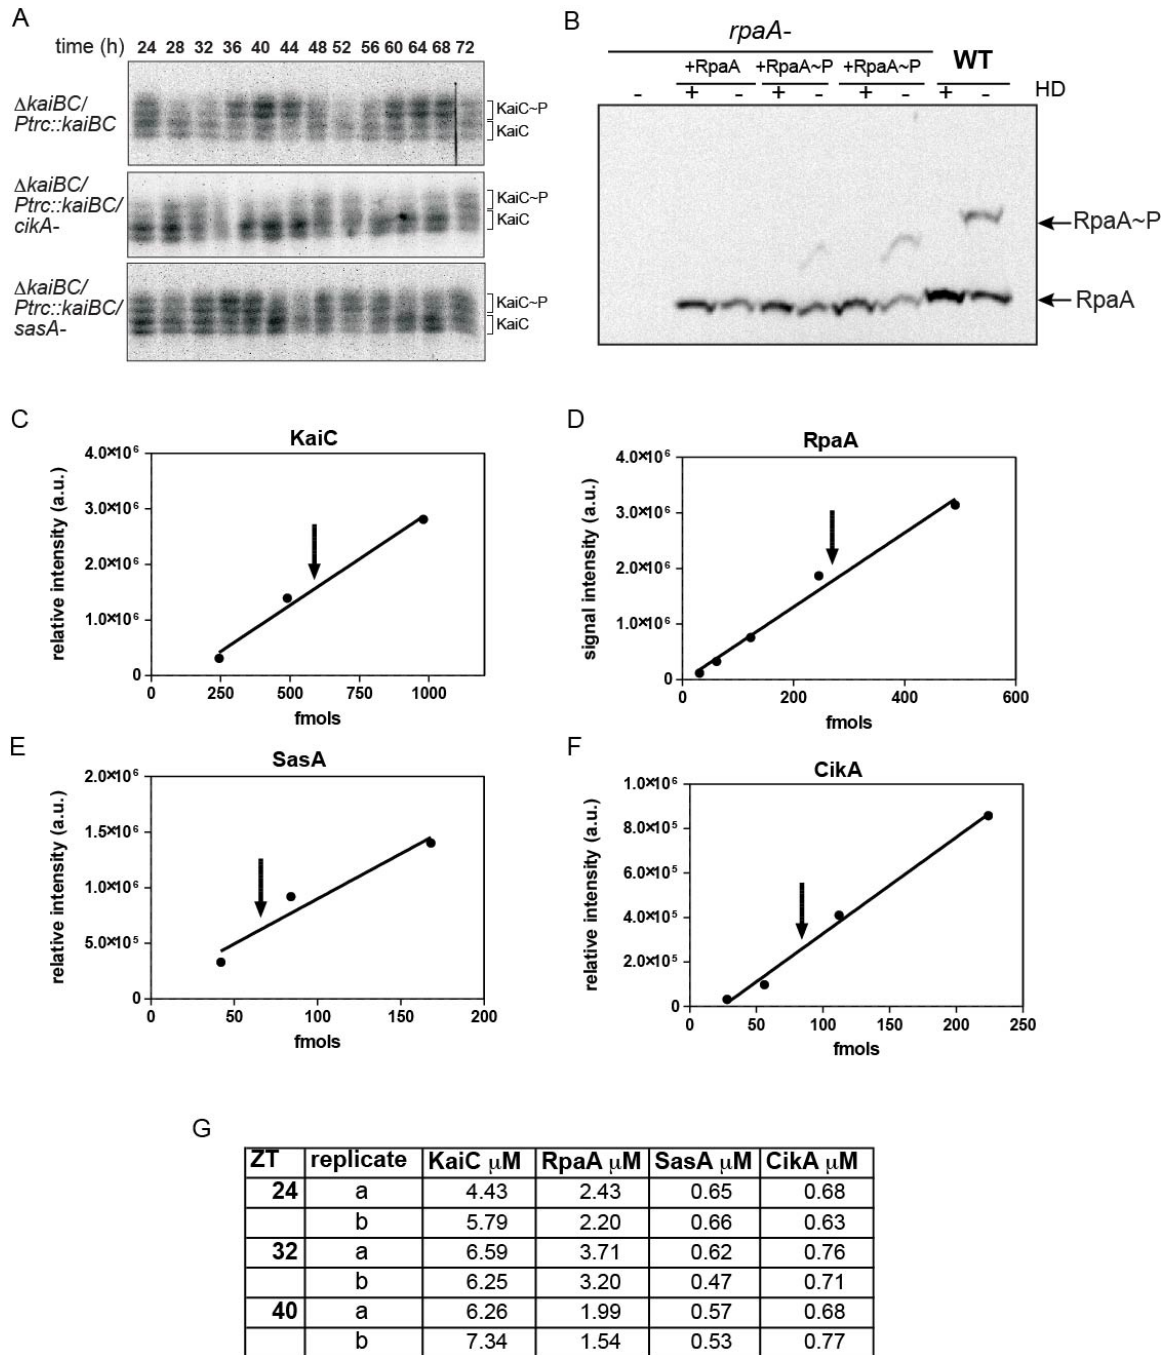 A
time (h) 24 28 32 36 40 44 48 52 56 60 64 68 72
ΔkaiBC/
Ptrc::kaiBC
KaiC~P
KaiC
ΔkaiBC/
Ptrc::kaiBC/
cikA-
KaiC~P
KaiC
ΔkaiBC/
Ptrc::kaiBC/
sasA-
KaiC~P
KaiC
B
rpaA-
+RpaA +RpaA~P +RpaA~P WT
- + - + - + - + - HD
RpaA~P
RpaA
C
KaiC
relative intensity (a.u.)
4.0×10⁶
3.0×10⁶
2.0×10⁶
1.0×10⁶
0
0 250 500 750 1000
fmols
D
RpaA
signal intensity (a.u.)
4.0×10⁶
3.0×10⁶
2.0×10⁶
1.0×10⁶
0
0 200 400 600
fmols
E
SasA
relative intensity (a.u.)
2.0×10⁶
1.5×10⁶
1.0×10⁶
5.0×10⁵
0
0 50 100 150 200
fmols
F
CikA
relative intensity (a.u.)
1.0×10⁶
8.0×10⁵
6.0×10⁵
4.0×10⁵
2.0×10⁵
0
0 50 100 150 200 250
fmols
G
ZT replicate KaiC μM RpaA μM SasA μM CikA μM
24 a 4.43 2.43 0.65 0.68
b 5.79 2.20 0.66 0.63
32 a 6.59 3.71 0.62 0.76
b 6.25 3.20 0.47 0.71
40 a 6.26 1.99 0.57 0.68
b 7.34 1.54 0.53 0.77